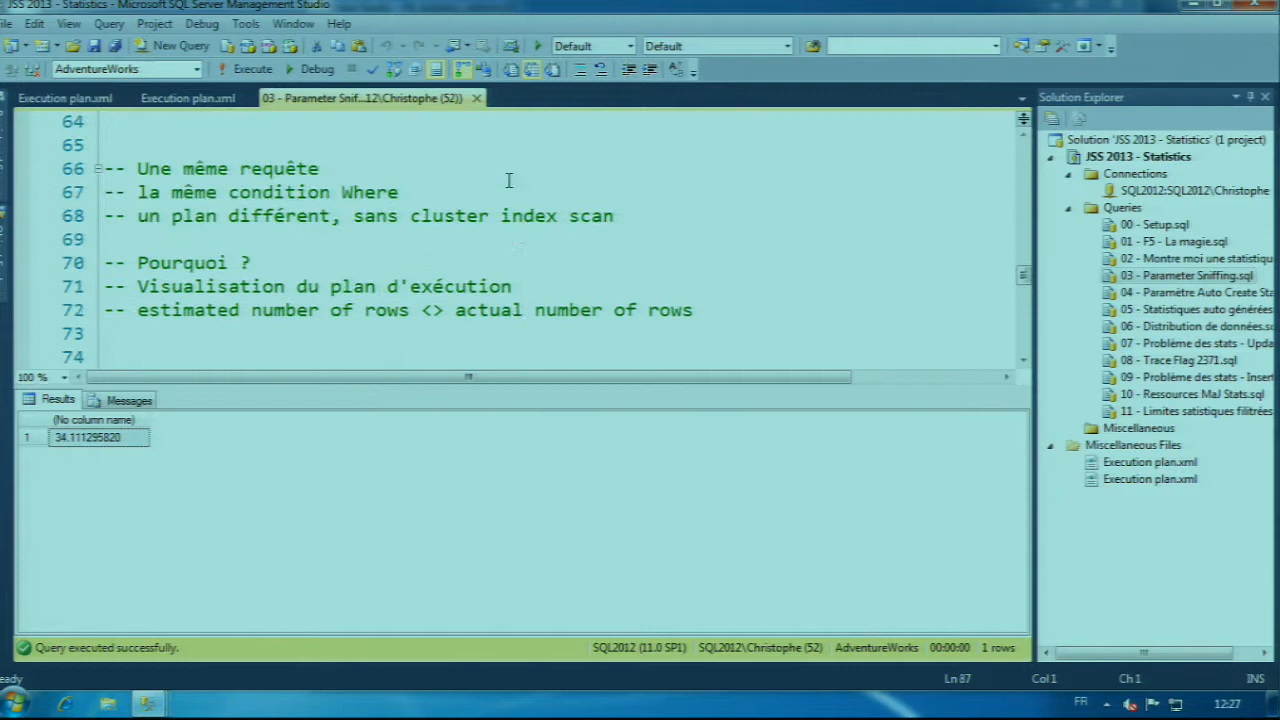 JSS 2013 - Statistics - Microsoft SQL Server Management Studio
File Edit View Query Project Debug Tools Window Help
New Query Default Default
AdventureWorks Execute Debug
Execution plan.xml Execution plan.xml 03 - Parameter Snif...12\Christophe (52))
Solution Explorer
64
65
66 -- Une même requête
67 -- la même condition Where
68 -- un plan différent, sans cluster index scan
69
70 -- Pourquoi ?
71 -- Visualisation du plan d'exécution
72 -- estimated number of rows <> actual number of rows
73
74
100 %
Results Messages
(No column name)
1 34.111295820
Query executed successfully. SQL2012 (11.0 SP1) SQL2012\Christophe (52) AdventureWorks 00:00:00 1 rows
Solution 'JSS 2013 - Statistics' (1 project)
JSS 2013 - Statistics
Connections
SQL2012:SQL2012\Christophe
Queries
00 - Setup.sql
01 - F5 - La magie.sql
02 - Montre moi une statistiqu
03 - Parameter Sniffing.sql
04 - Paramètre Auto Create Sta
05 - Statistiques auto générées
06 - Distribution de données.s
07 - Problème des stats - Upda
08 - Trace Flag 2371.sql
09 - Problème des stats - Inser
10 - Ressources MaJ Stats.sql
11 - Limites satistiques filitrées
Miscellaneous
Miscellaneous Files
Execution plan.xml
Execution plan.xml
eady Ln 87 Col 1 Ch 1 INS
FR 12:27